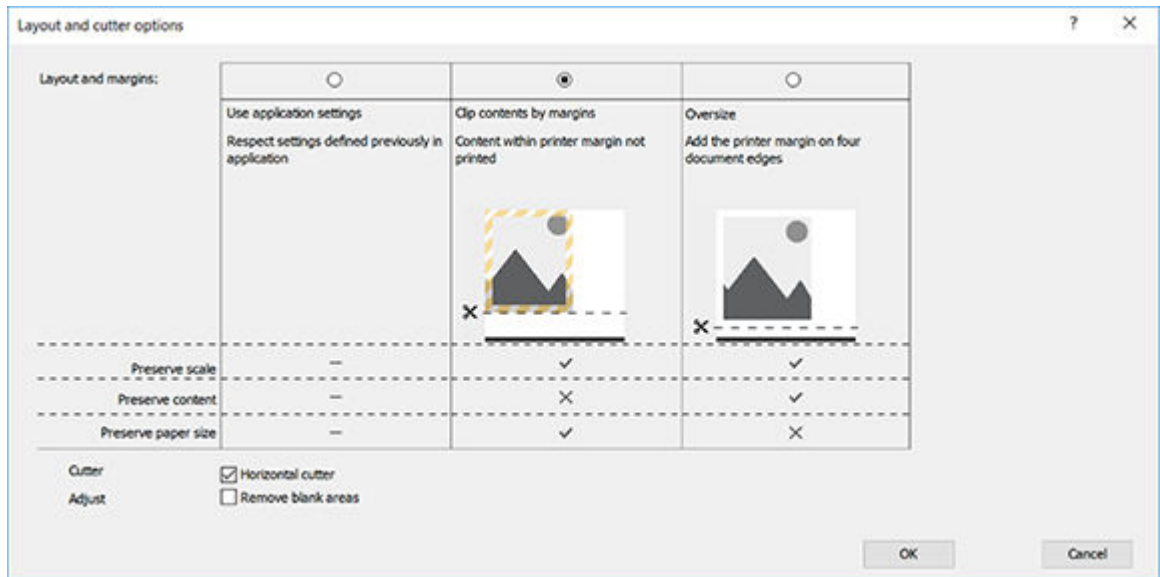 Layout and cutter options
Layout and margins:
Use application settings
Clip contents by margins
Oversize
Respect settings defined previously in
application
Content within printer margin not
printed
Add the printer margin on four
document edges
Preserve scale
Preserve content
Preserve paper size
Cutter
Horizontal cutter
Adjust
Remove blank areas
OK
Cancel